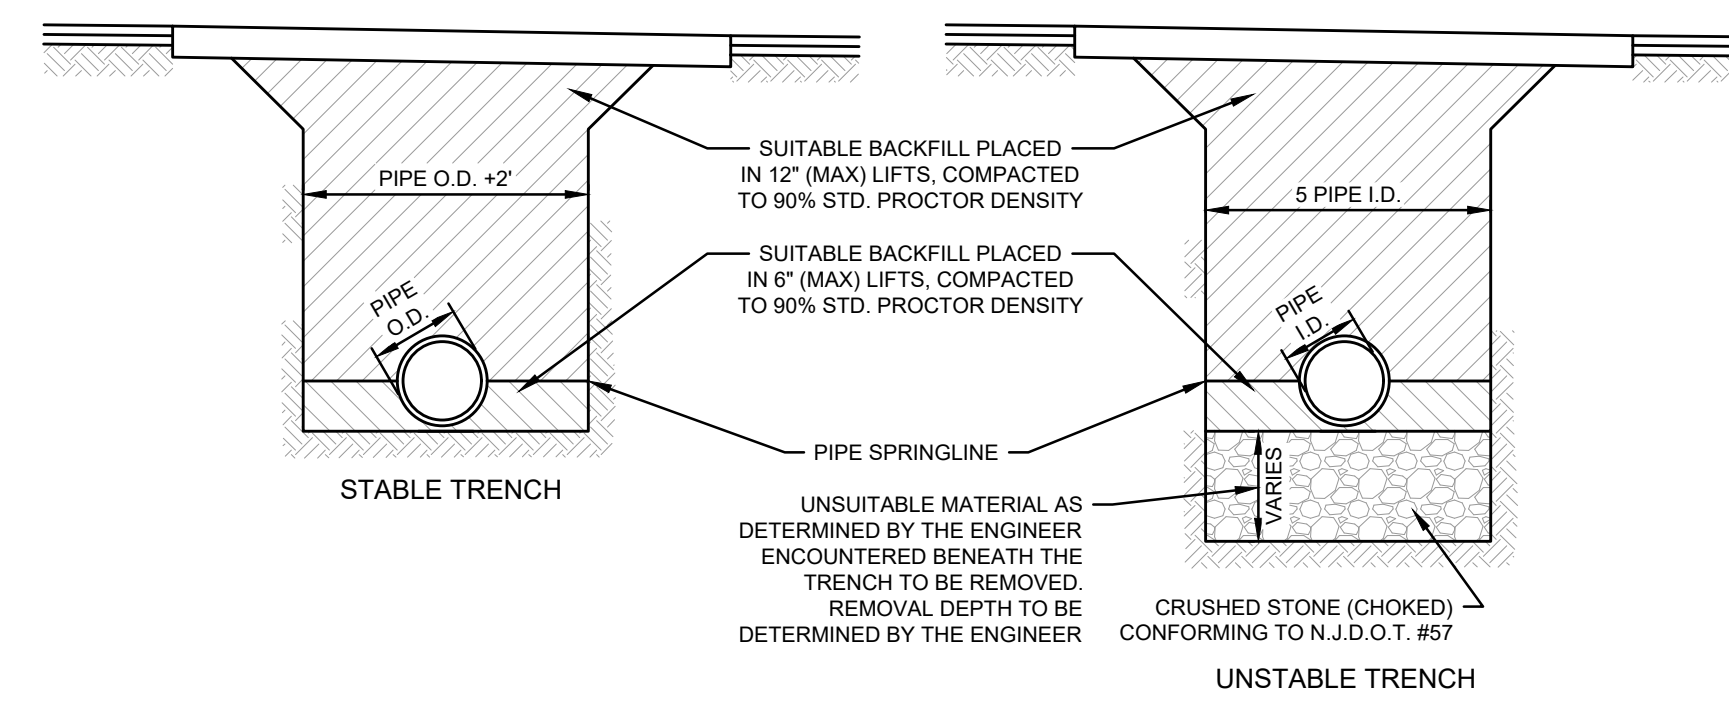 SUITABLE BACKFILL PLACED
IN 12" (MAX) LIFTS, COMPACTED
TO 90% STD. PROCTOR DENSITY
PIPE O.D. +2'
5 PIPE I.D.
SUITABLE BACKFILL PLACED
IN 6" (MAX) LIFTS, COMPACTED
TO 90% STD. PROCTOR DENSITY
PIPE
O.D.
PIPE
I.D.
PIPE SPRINGLINE
STABLE TRENCH
UNSUITABLE MATERIAL AS
DETERMINED BY THE ENGINEER
ENCOUNTERED BENEATH THE
TRENCH TO BE REMOVED.
REMOVAL DEPTH TO BE
DETERMINED BY THE ENGINEER
VARIES
CRUSHED STONE (CHOKED)
CONFORMING TO N.J.D.O.T. #57
UNSTABLE TRENCH